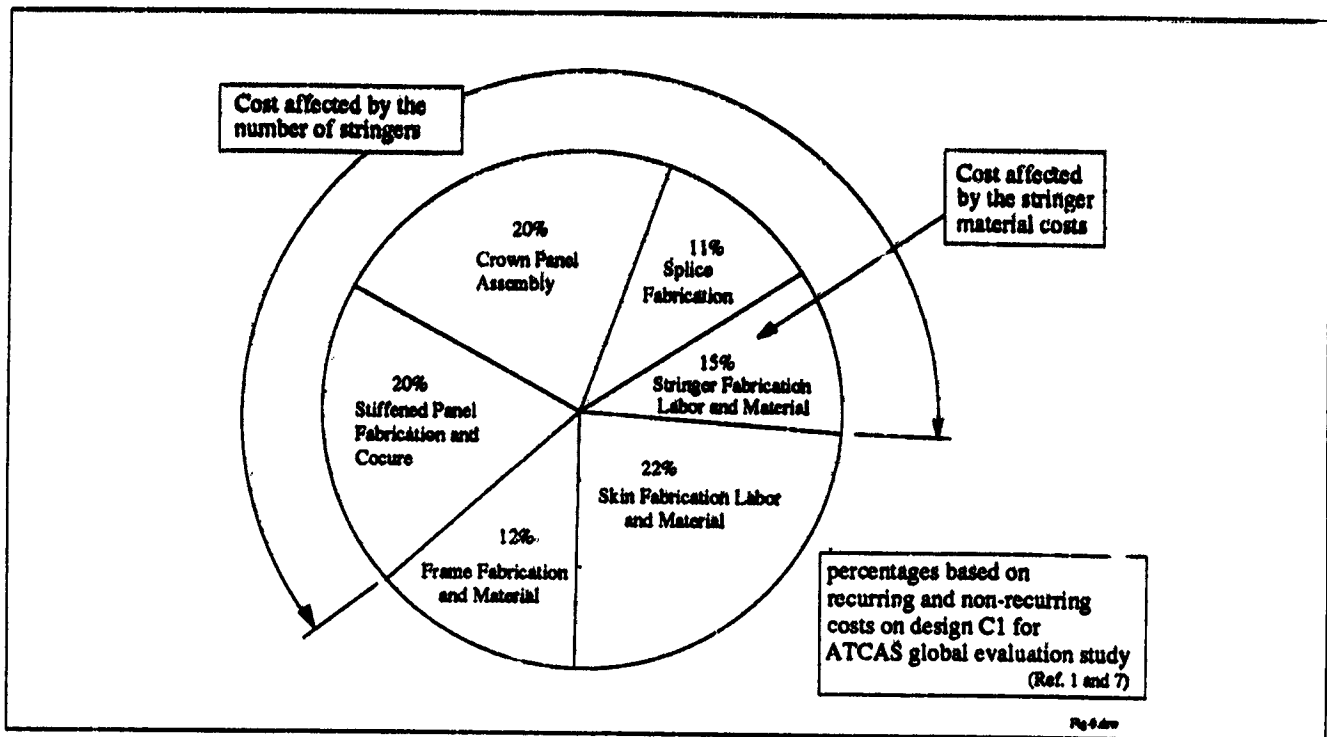 Cost affected by the
number of stringers
Cost affected
by the stringer
material costs
20%
Crown Panel
Assembly
11%
Splice
Fabrication
15%
Stringer Fabrication
Labor and Material
20%
Stiffened Panel
Fabrication and
Cocure
22%
Skin Fabrication Labor
and Material
12%
Frame Fabrication
and Material
percentages based on
recurring and non-recurring
costs on design C1 for
ATCAS global evaluation study
(Ref. 1 and 7)